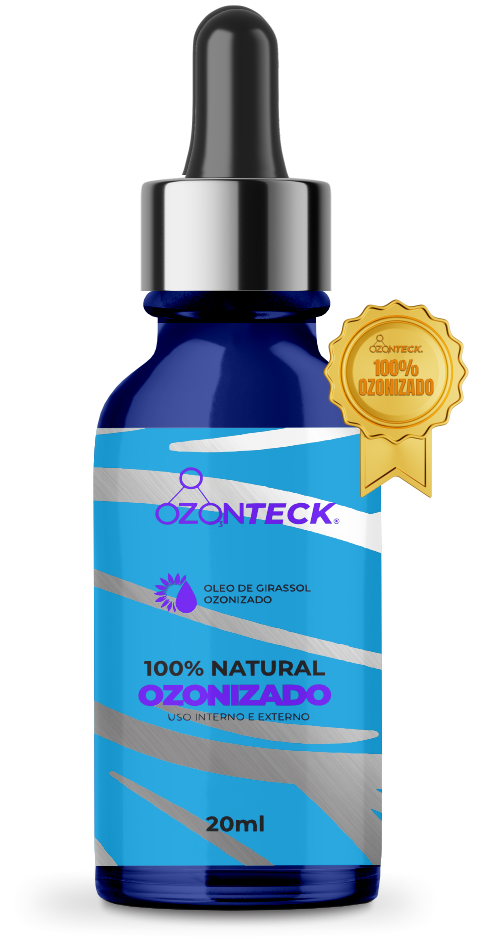 OZONTECK.
100%
OZONIZADO
OZONTECK®
OLEO DE GIRASSOL
OZONIZADO
100% NATURAL
OZONIZADO
USO INTERNO E EXTERNO
20ml